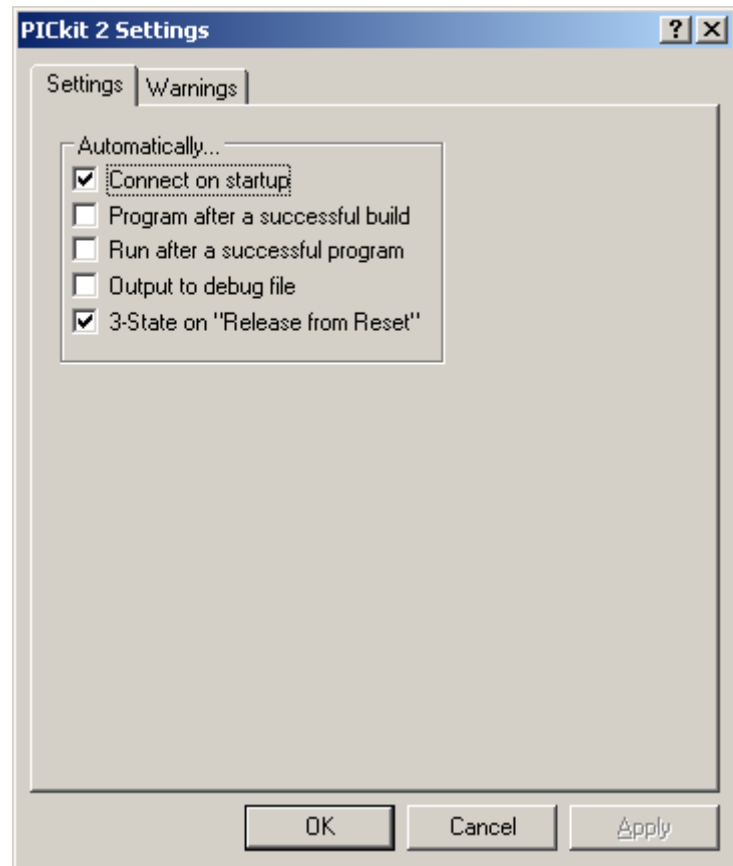 PICkit 2 Settings
Settings Warnings
Automatically...
Connect on startup
Program after a successful build
Run after a successful program
Output to debug file
3-State on "Release from Reset"
OK Cancel Apply